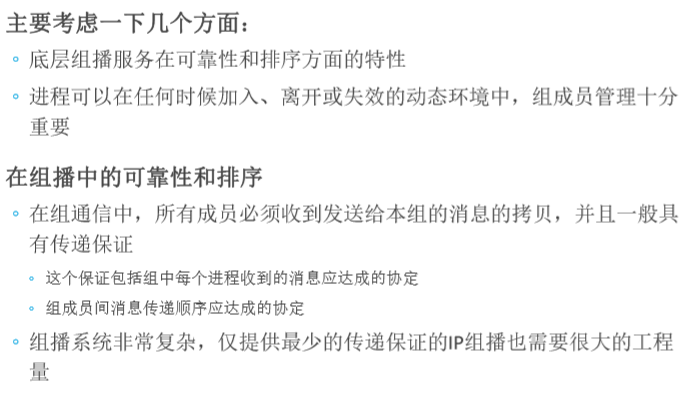 主要考虑一下几个方面：
底层组播服务在可靠性和排序方面的特性
进程可以在任何时候加入、离开或失效的动态环境中，组成员管理十分
重要
在组播中的可靠性和排序
在组通信中，所有成员必须收到发送给本组的消息的拷贝，并且一般具
有传递保证
这个保证包括组中每个进程收到的消息应达成的协定
组成员间消息传递顺序应达成的协定
组播系统非常复杂，仅提供最少的传递保证的IP组播也需要很大的工程
量